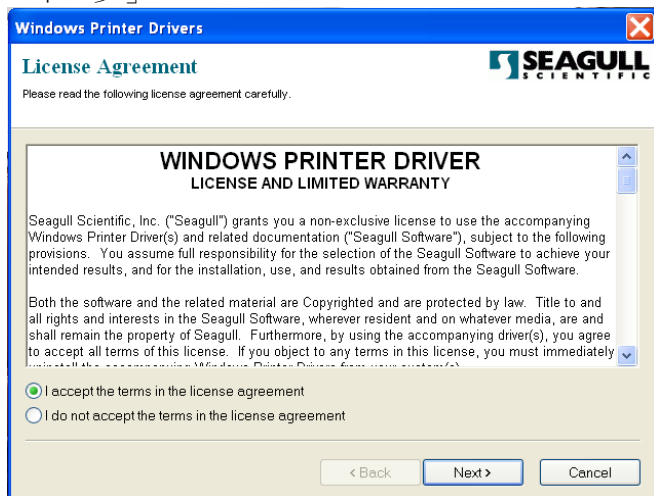 Windows Printer Drivers
License Agreement
SEAGULL
SCIENTIFIC
Please read the following license agreement carefully.
WINDOWS PRINTER DRIVER
LICENSE AND LIMITED WARRANTY
Seagull Scientific, Inc. ("Seagull") grants you a non-exclusive license to use the accompanying
Windows Printer Driver(s) and related documentation ("Seagull Software"), subject to the following
provisions. You assume full responsibility for the selection of the Seagull Software to achieve your
intended results, and for the installation, use, and results obtained from the Seagull Software.
Both the software and the related material are Copyrighted and are protected by law. Title to and
all rights and interests in the Seagull Software, wherever resident and on whatever media, are and
shall remain the property of Seagull. Furthermore, by using the accompanying driver(s), you agree
to accept all terms of this license. If you object to any terms in this license, you must immediately
I accept the terms in the license agreement
I do not accept the terms in the license agreement
< Back
Next >
Cancel